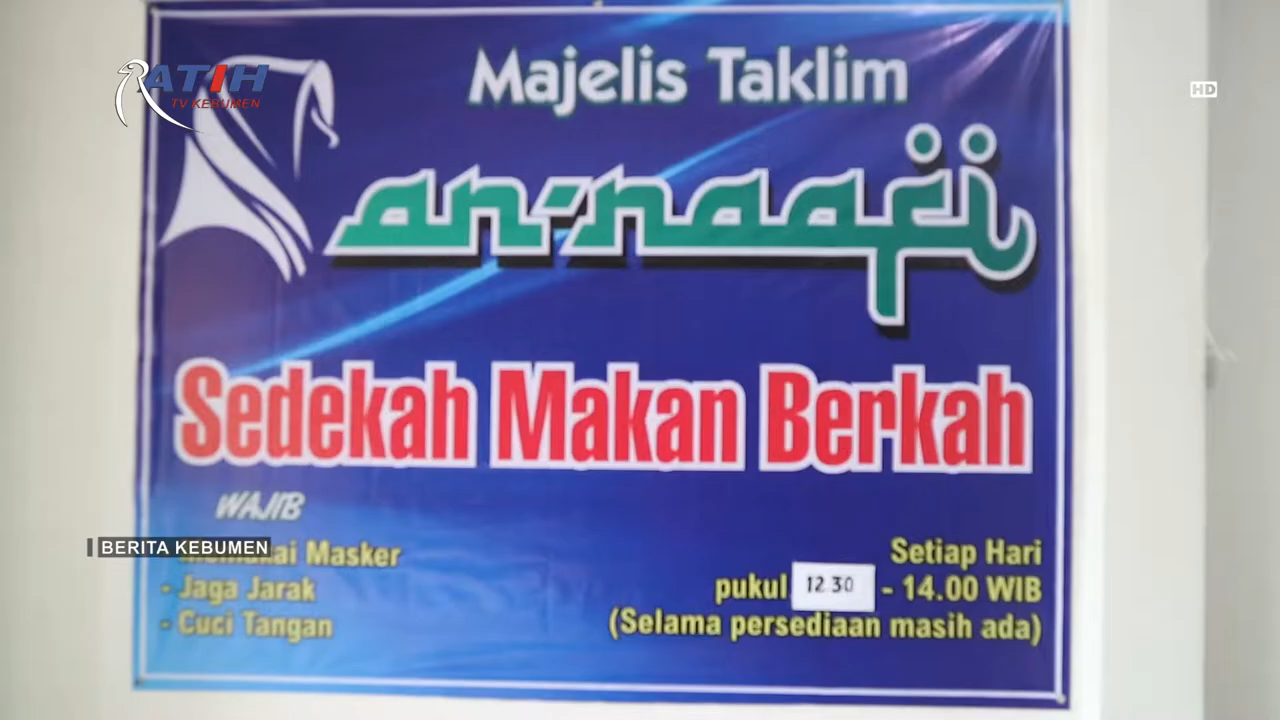 RATIH
TV KEBUMEN
HD
Majelis Taklim
an-naafi
Sedekah Makan Berkah
WAJIB
BERITA KEBUMEN
Masker
- Jaga Jarak
- Cuci Tangan
Setiap Hari
pukul 12.30 - 14.00 WIB
(Selama persediaan masih ada)